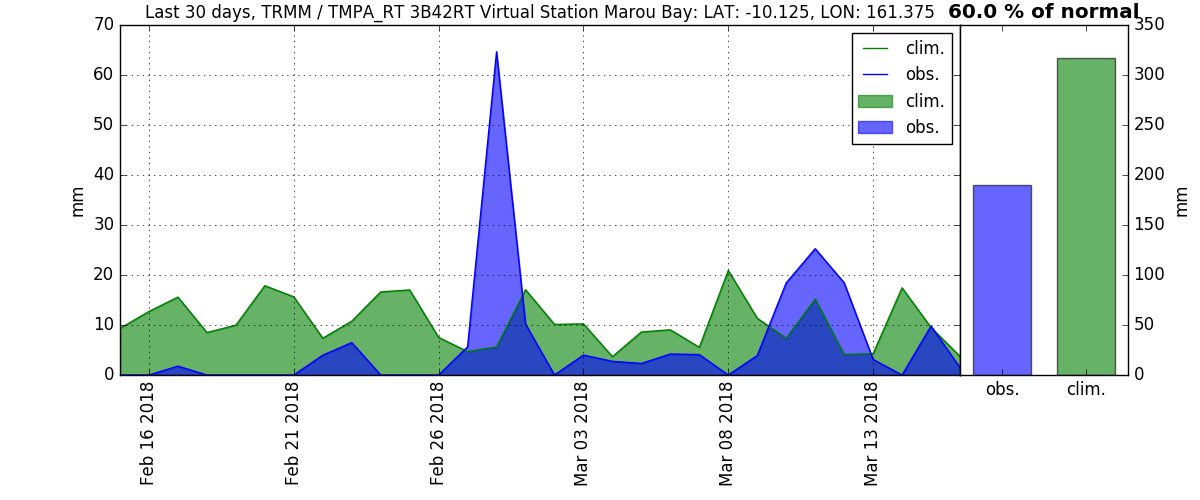 Last 30 days, TRMM / TMPA_RT 3B42RT Virtual Station Marou Bay: LAT: -10.125, LON: 161.375 60.0 % of normal
clim.
obs.
clim.
obs.
70
60
50
40
30
20
10
0
mm
Feb 16 2018
Feb 21 2018
Feb 26 2018
Mar 03 2018
Mar 08 2018
Mar 13 2018
350
300
250
200
150
100
50
0
mm
obs. clim.